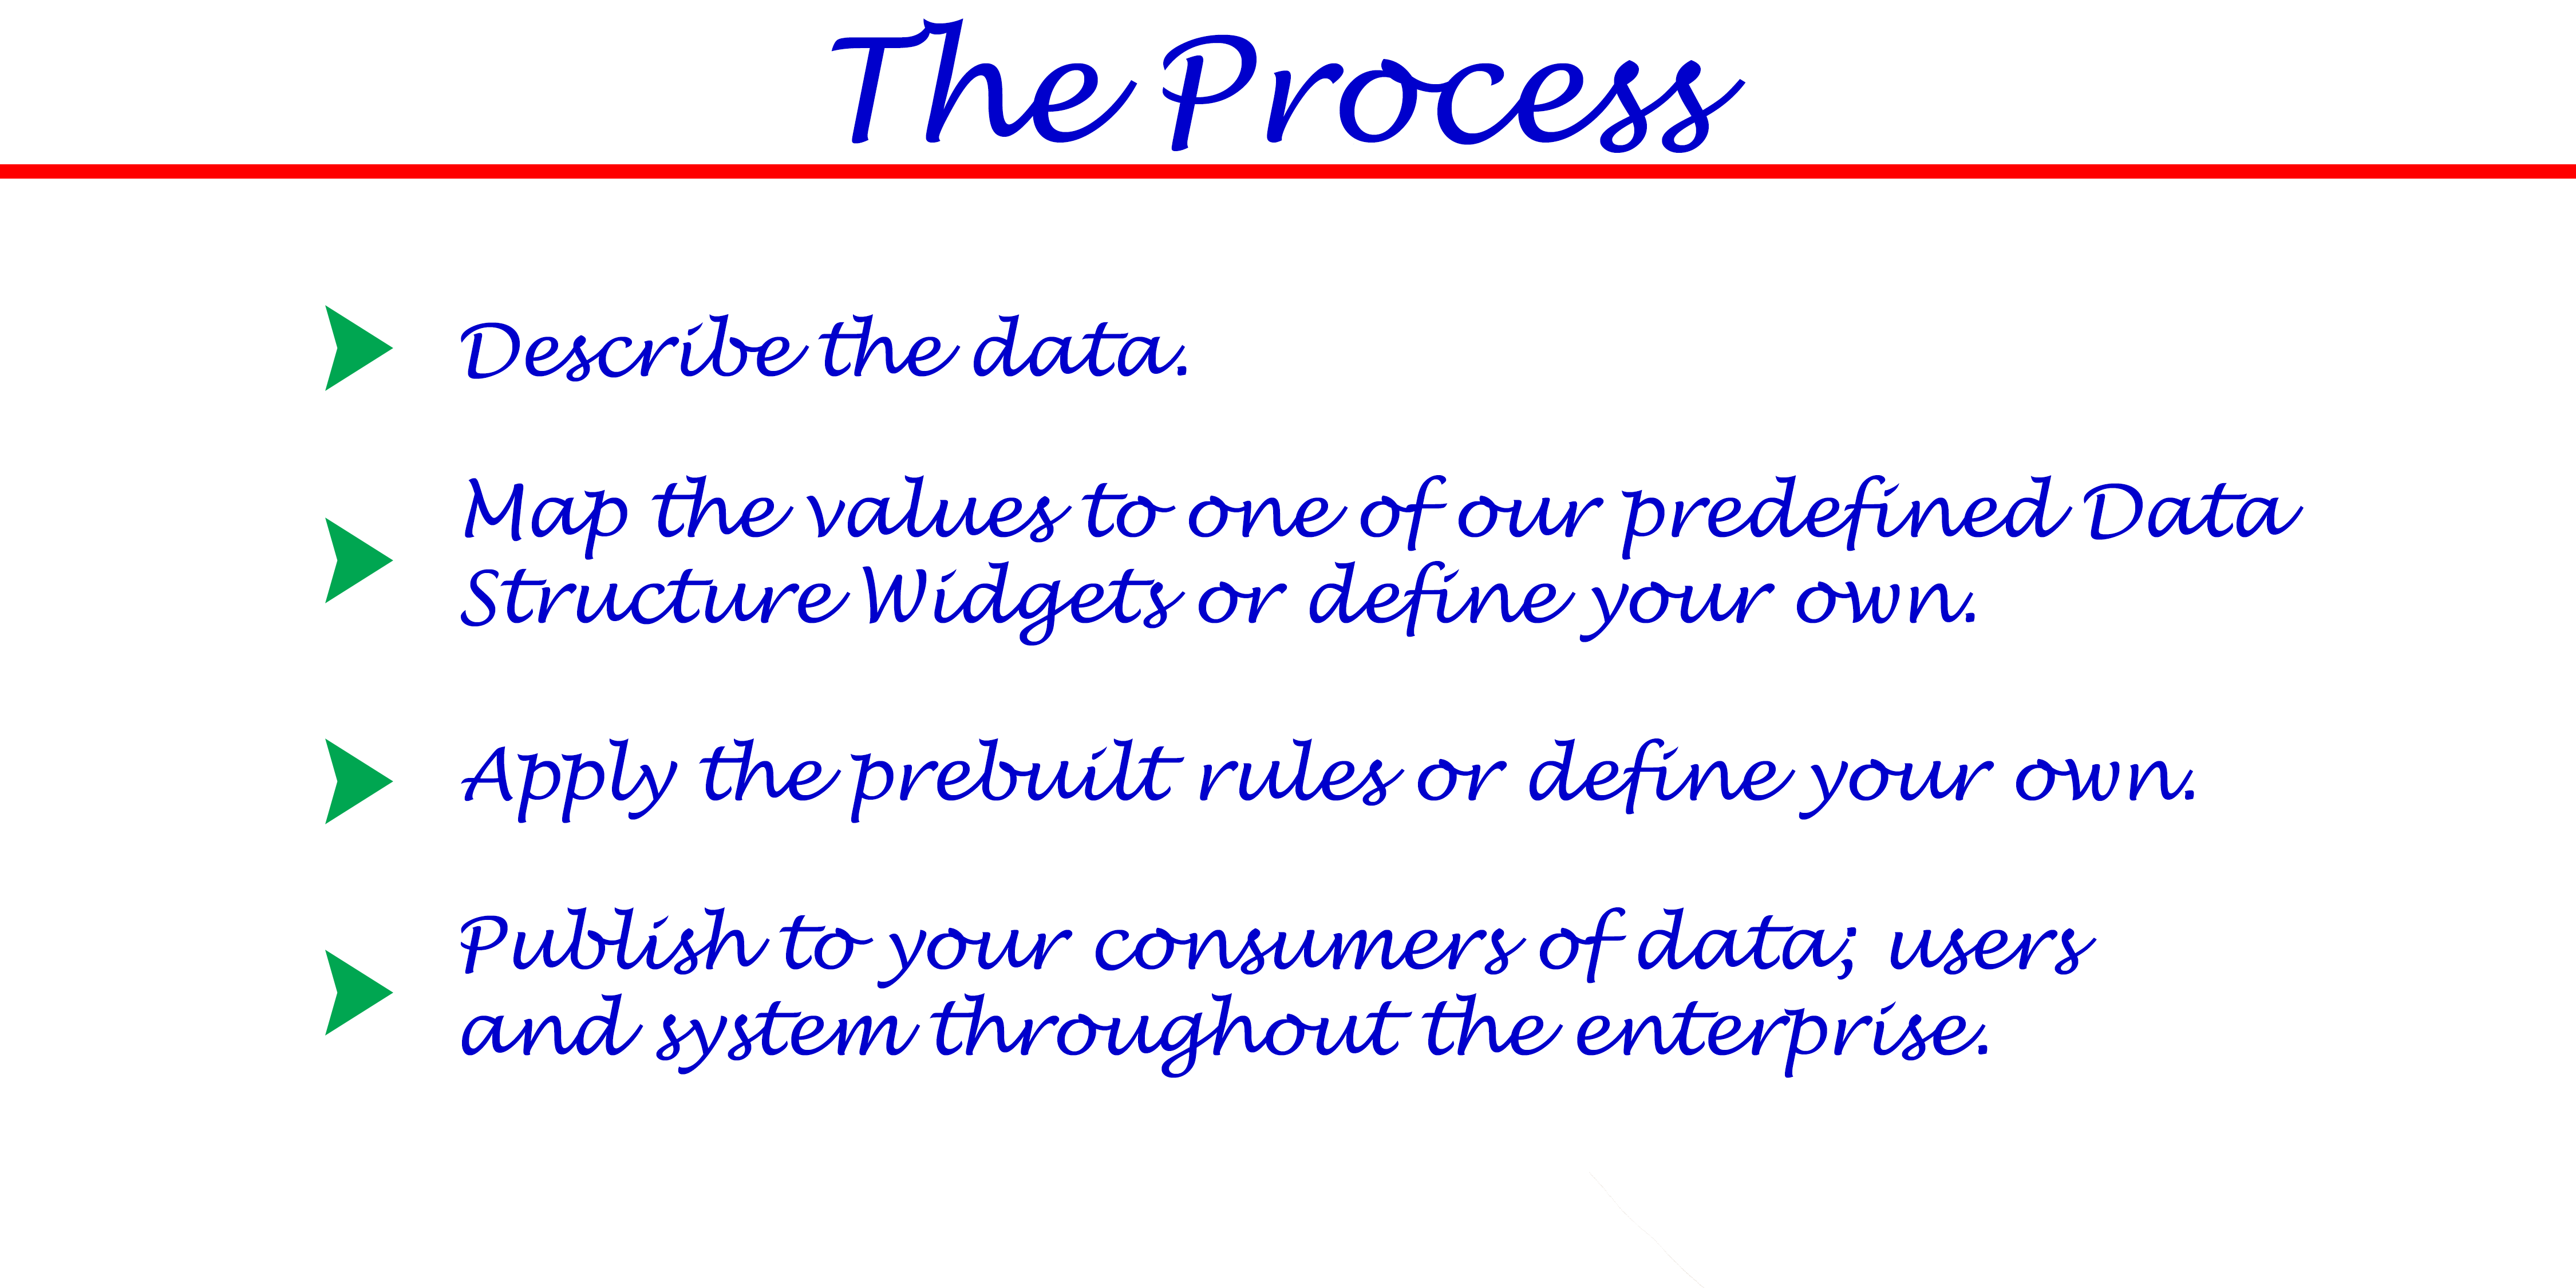 The Process
Describe the data.
Map the values to one of our predefined Data
Structure Widgets or define your own.
Apply the prebuilt rules or define your own.
Publish to your consumers of data; users
and system throughout the enterprise.